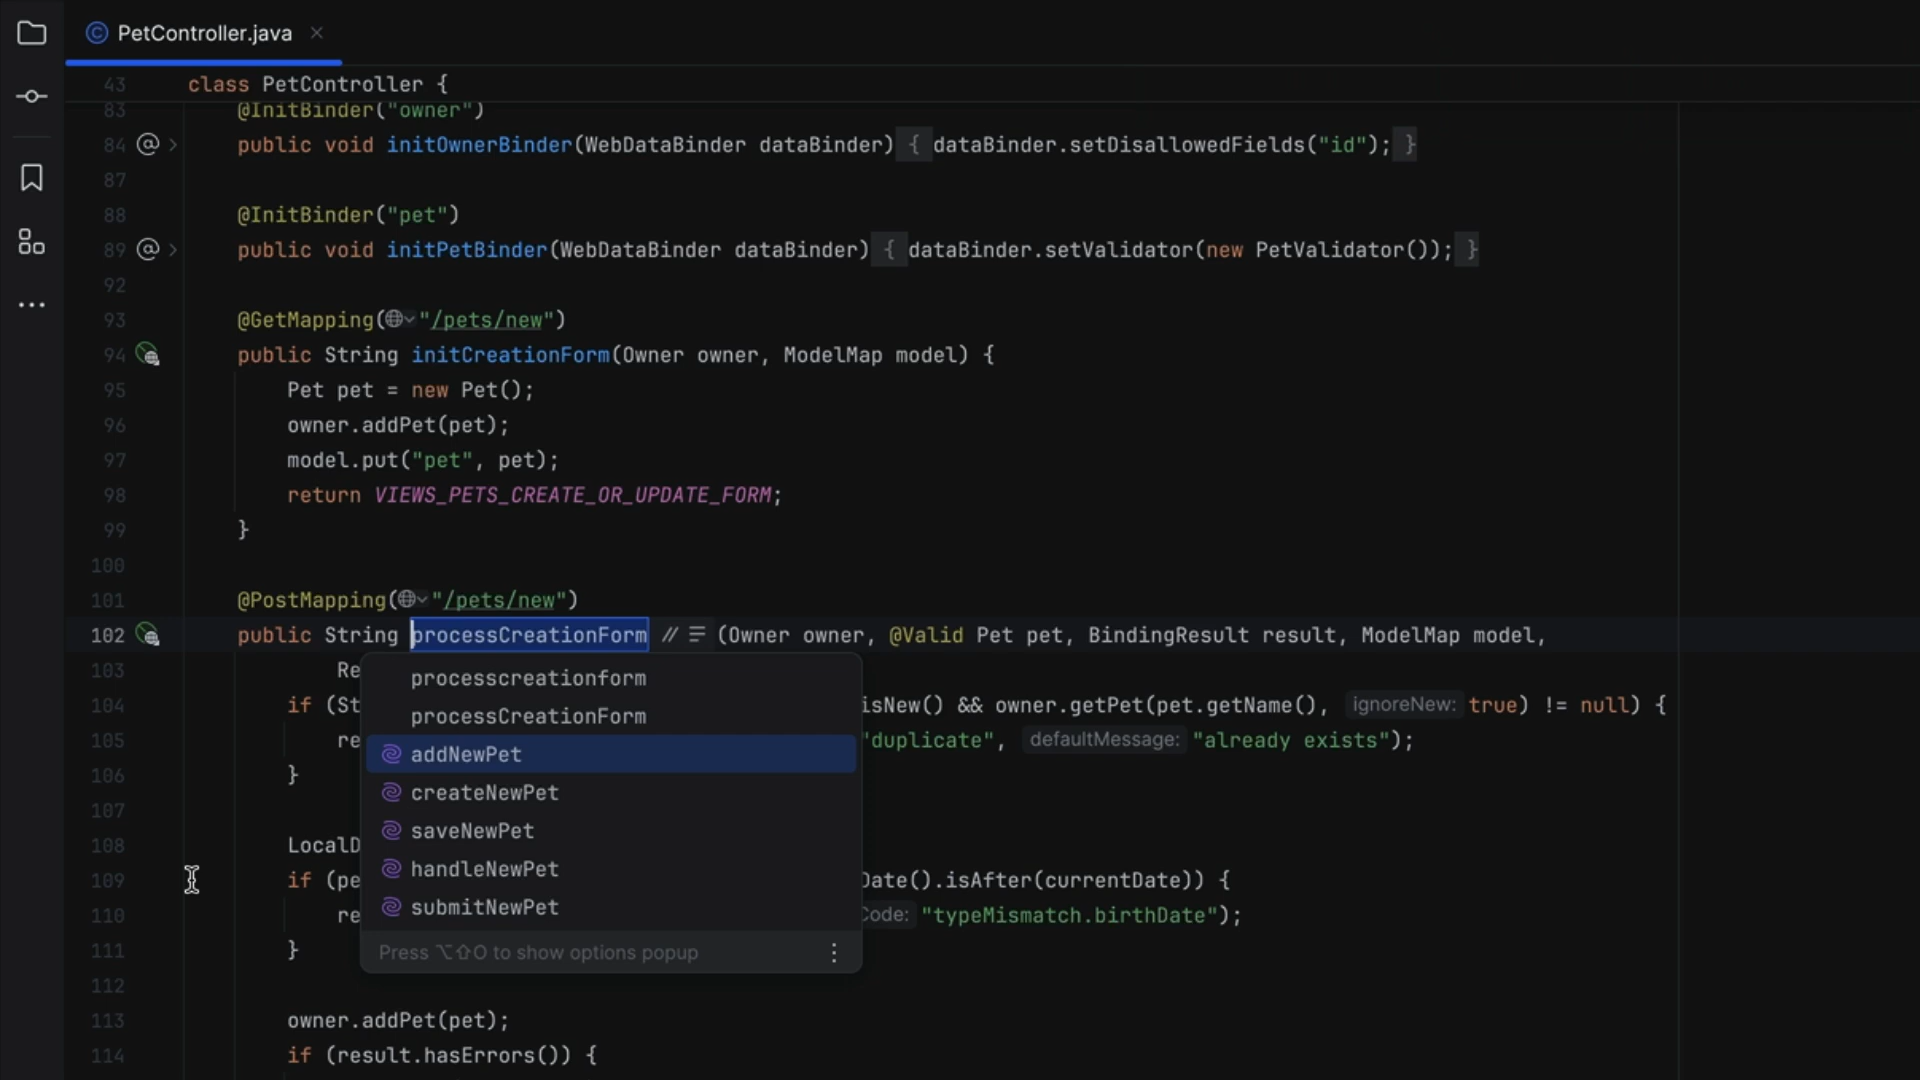 PetController.java
43 class PetController {
83 @InitBinder("owner")
84 public void initOwnerBinder(WebDataBinder dataBinder) { dataBinder.setDisallowedFields("id"); }
87
88 @InitBinder("pet")
89 public void initPetBinder(WebDataBinder dataBinder) { dataBinder.setValidator(new PetValidator()); }
92
93 @GetMapping("/pets/new")
94 public String initCreationForm(Owner owner, ModelMap model) {
95 Pet pet = new Pet();
96 owner.addPet(pet);
97 model.put("pet", pet);
98 return VIEWS_PETS_CREATE_OR_UPDATE_FORM;
99 }
100
101 @PostMapping("/pets/new")
102 public String processCreationForm // (Owner owner, @Valid Pet pet, BindingResult result, ModelMap model,
103 Re
processcreationform
104 if (St isNew() && owner.getPet(pet.getName(), ignoreNew: true) != null) {
processCreationForm
105 re "duplicate", defaultMessage: "already exists");
addNewPet
106 }
createNewPet
107
saveNewPet
108 LocalD
handleNewPet
109 if (pe Date().isAfter(currentDate)) {
submitNewPet
110 re Code: "typeMismatch.birthDate");
111 }
Press ⌥⇧O to show options popup
112
113 owner.addPet(pet);
114 if (result.hasErrors()) {